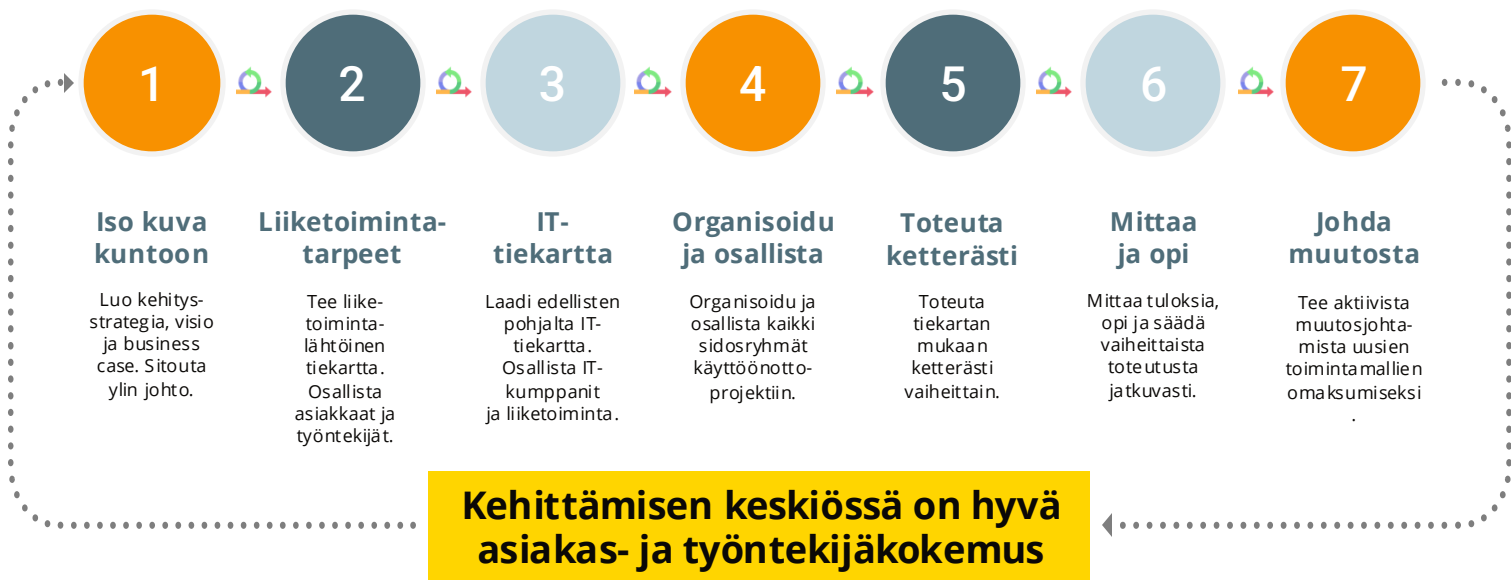 1
2
3
4
5
6
7
Iso kuva
kuntoon
Luo kehitys-
strategia, visio
ja business
case. Sitouta
ylin johto.
Liiketoiminta-
tarpeet
Tee liike-
toiminta-
lähtöinen
tiekartta.
Osallista
asiakkaat ja
työntekijät.
IT-
tiekartta
Laadi edellisten
pohjalta IT-
tiekartta.
Osallista IT-
kumppanit
ja liiketoiminta.
Organisoidu
ja osallista
Organisoidu ja
osallista kaikki
sidosryhmät
käyttöönotto-
projektiin.
Toteuta
ketterästi
Toteuta
tiekartan
mukaan
ketterästi
vaiheittain.
Mittaa
ja opi
Mittaa tuloksia,
opi ja säädä
vaiheittaista
toteutusta
jatkuvasti.
Johda
muutosta
Tee aktiivista
muutosjohta-
mista uusien
toimintamallien
omaksumiseksi
.
Kehittämisen keskiössä on hyvä
asiakas- ja työntekijäkokemus